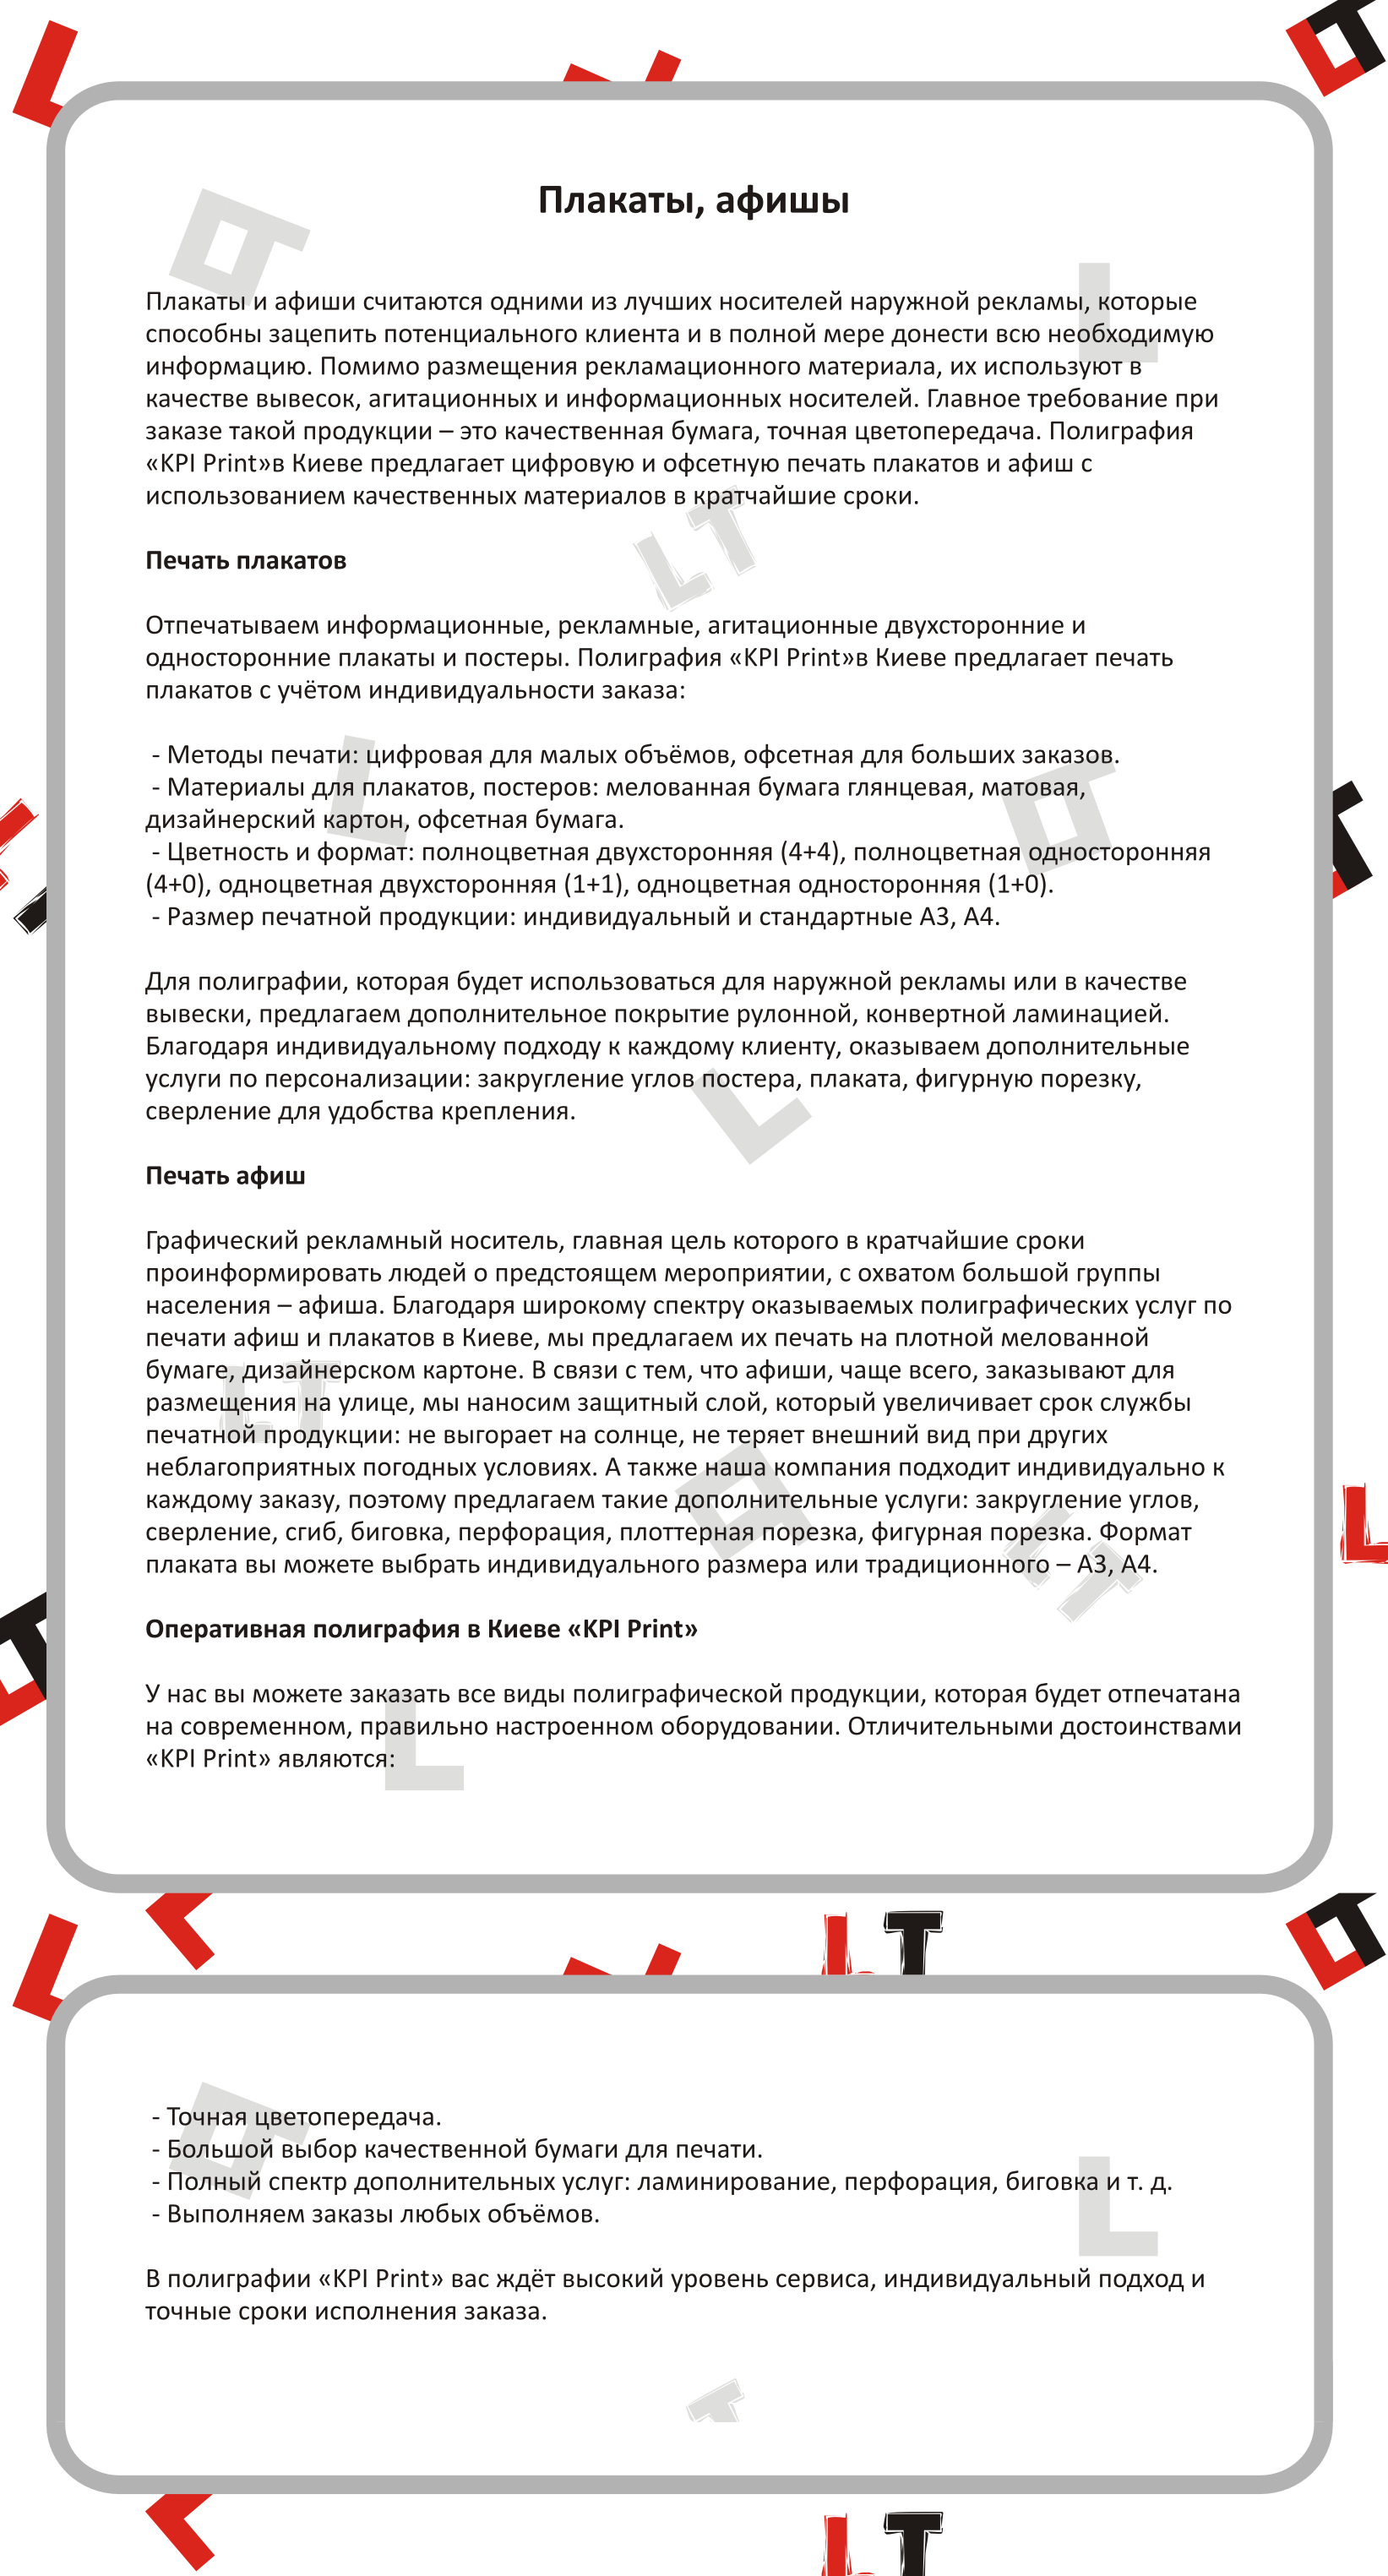 Плакаты, афишы
Плакаты и афиши считаются одними из лучших носителей наружной рекламы, которые
способны зацепить потенциального клиента и в полной мере донести всю необходимую
информацию. Помимо размещения рекламационного материала, их используют в
качестве вывесок, агитационных и информационных носителей. Главное требование при
заказе такой продукции – это качественная бумага, точная цветопередача. Полиграфия
«KPI Print»в Киеве предлагает цифровую и офсетную печать плакатов и афиш с
использованием качественных материалов в кратчайшие сроки.
Печать плакатов
Отпечатываем информационные, рекламные, агитационные двухсторонние и
односторонние плакаты и постеры. Полиграфия «KPI Print»в Киеве предлагает печать
плакатов с учётом индивидуальности заказа:
- Методы печати: цифровая для малых объёмов, офсетная для больших заказов.
- Материалы для плакатов, постеров: мелованная бумага глянцевая, матовая,
дизайнерский картон, офсетная бумага.
- Цветность и формат: полноцветная двухсторонняя (4+4), полноцветная односторонняя
(4+0), одноцветная двухсторонняя (1+1), одноцветная односторонняя (1+0).
- Размер печатной продукции: индивидуальный и стандартные А3, А4.
Для полиграфии, которая будет использоваться для наружной рекламы или в качестве
вывески, предлагаем дополнительное покрытие рулонной, конвертной ламинацией.
Благодаря индивидуальному подходу к каждому клиенту, оказываем дополнительные
услуги по персонализации: закругление углов постера, плаката, фигурную порезку,
сверление для удобства крепления.
Печать афиш
Графический рекламный носитель, главная цель которого в кратчайшие сроки
проинформировать людей о предстоящем мероприятии, с охватом большой группы
населения – афиша. Благодаря широкому спектру оказываемых полиграфических услуг по
печати афиш и плакатов в Киеве, мы предлагаем их печать на плотной мелованной
бумаге, дизайнерском картоне. В связи с тем, что афиши, чаще всего, заказывают для
размещения на улице, мы наносим защитный слой, который увеличивает срок службы
печатной продукции: не выгорает на солнце, не теряет внешний вид при других
неблагоприятных погодных условиях. А также наша компания подходит индивидуально к
каждому заказу, поэтому предлагаем такие дополнительные услуги: закругление углов,
сверление, сгиб, биговка, перфорация, плоттерная порезка, фигурная порезка. Формат
плаката вы можете выбрать индивидуального размера или традиционного – А3, А4.
Оперативная полиграфия в Киеве «KPI Print»
У нас вы можете заказать все виды полиграфической продукции, которая будет отпечатана
на современном, правильно настроенном оборудовании. Отличительными достоинствами
«KPI Print» являются:
- Точная цветопередача.
- Большой выбор качественной бумаги для печати.
- Полный спектр дополнительных услуг: ламинирование, перфорация, биговка и т. д.
- Выполняем заказы любых объёмов.
В полиграфии «KPI Print» вас ждёт высокий уровень сервиса, индивидуальный подход и
точные сроки исполнения заказа.